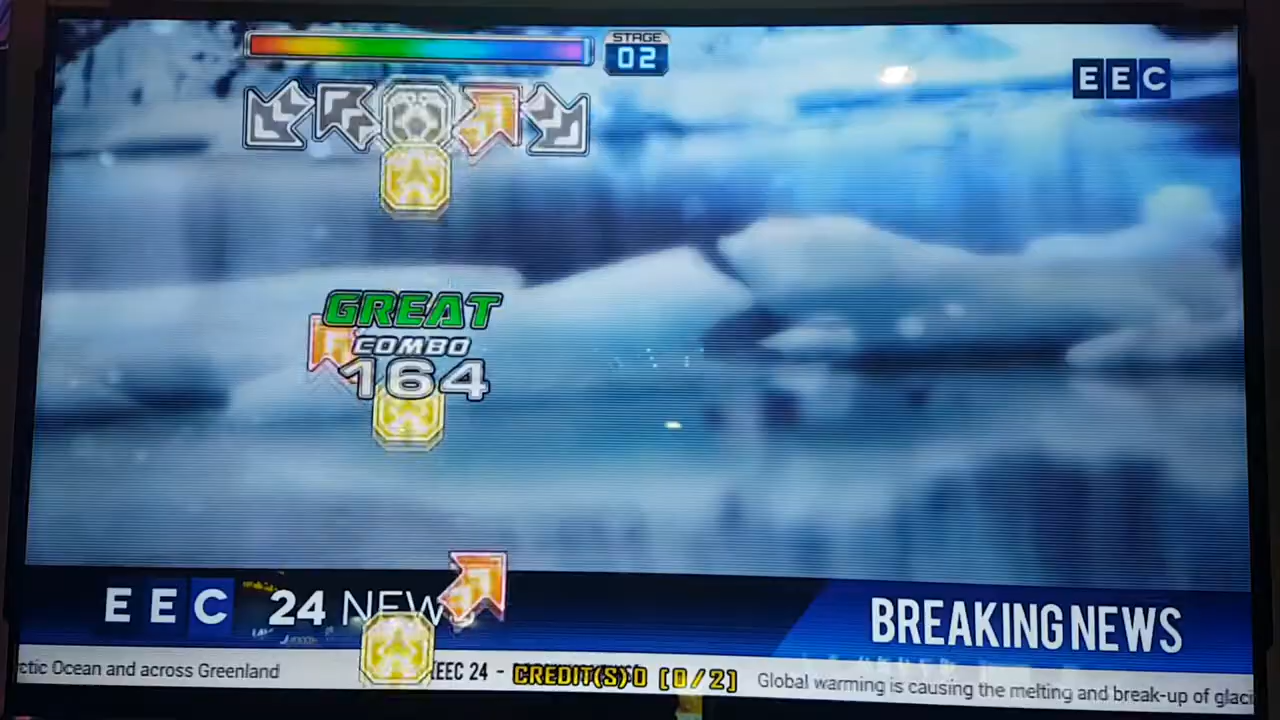 STAGE
02
EEC
GREAT
COMBO
164
EEC 24 NEWS
BREAKING NEWS
ctic Ocean and across Greenland
EEC 24 - CREDIT(S) 0 [0/2]
Global warming is causing the melting and break-up of glaci